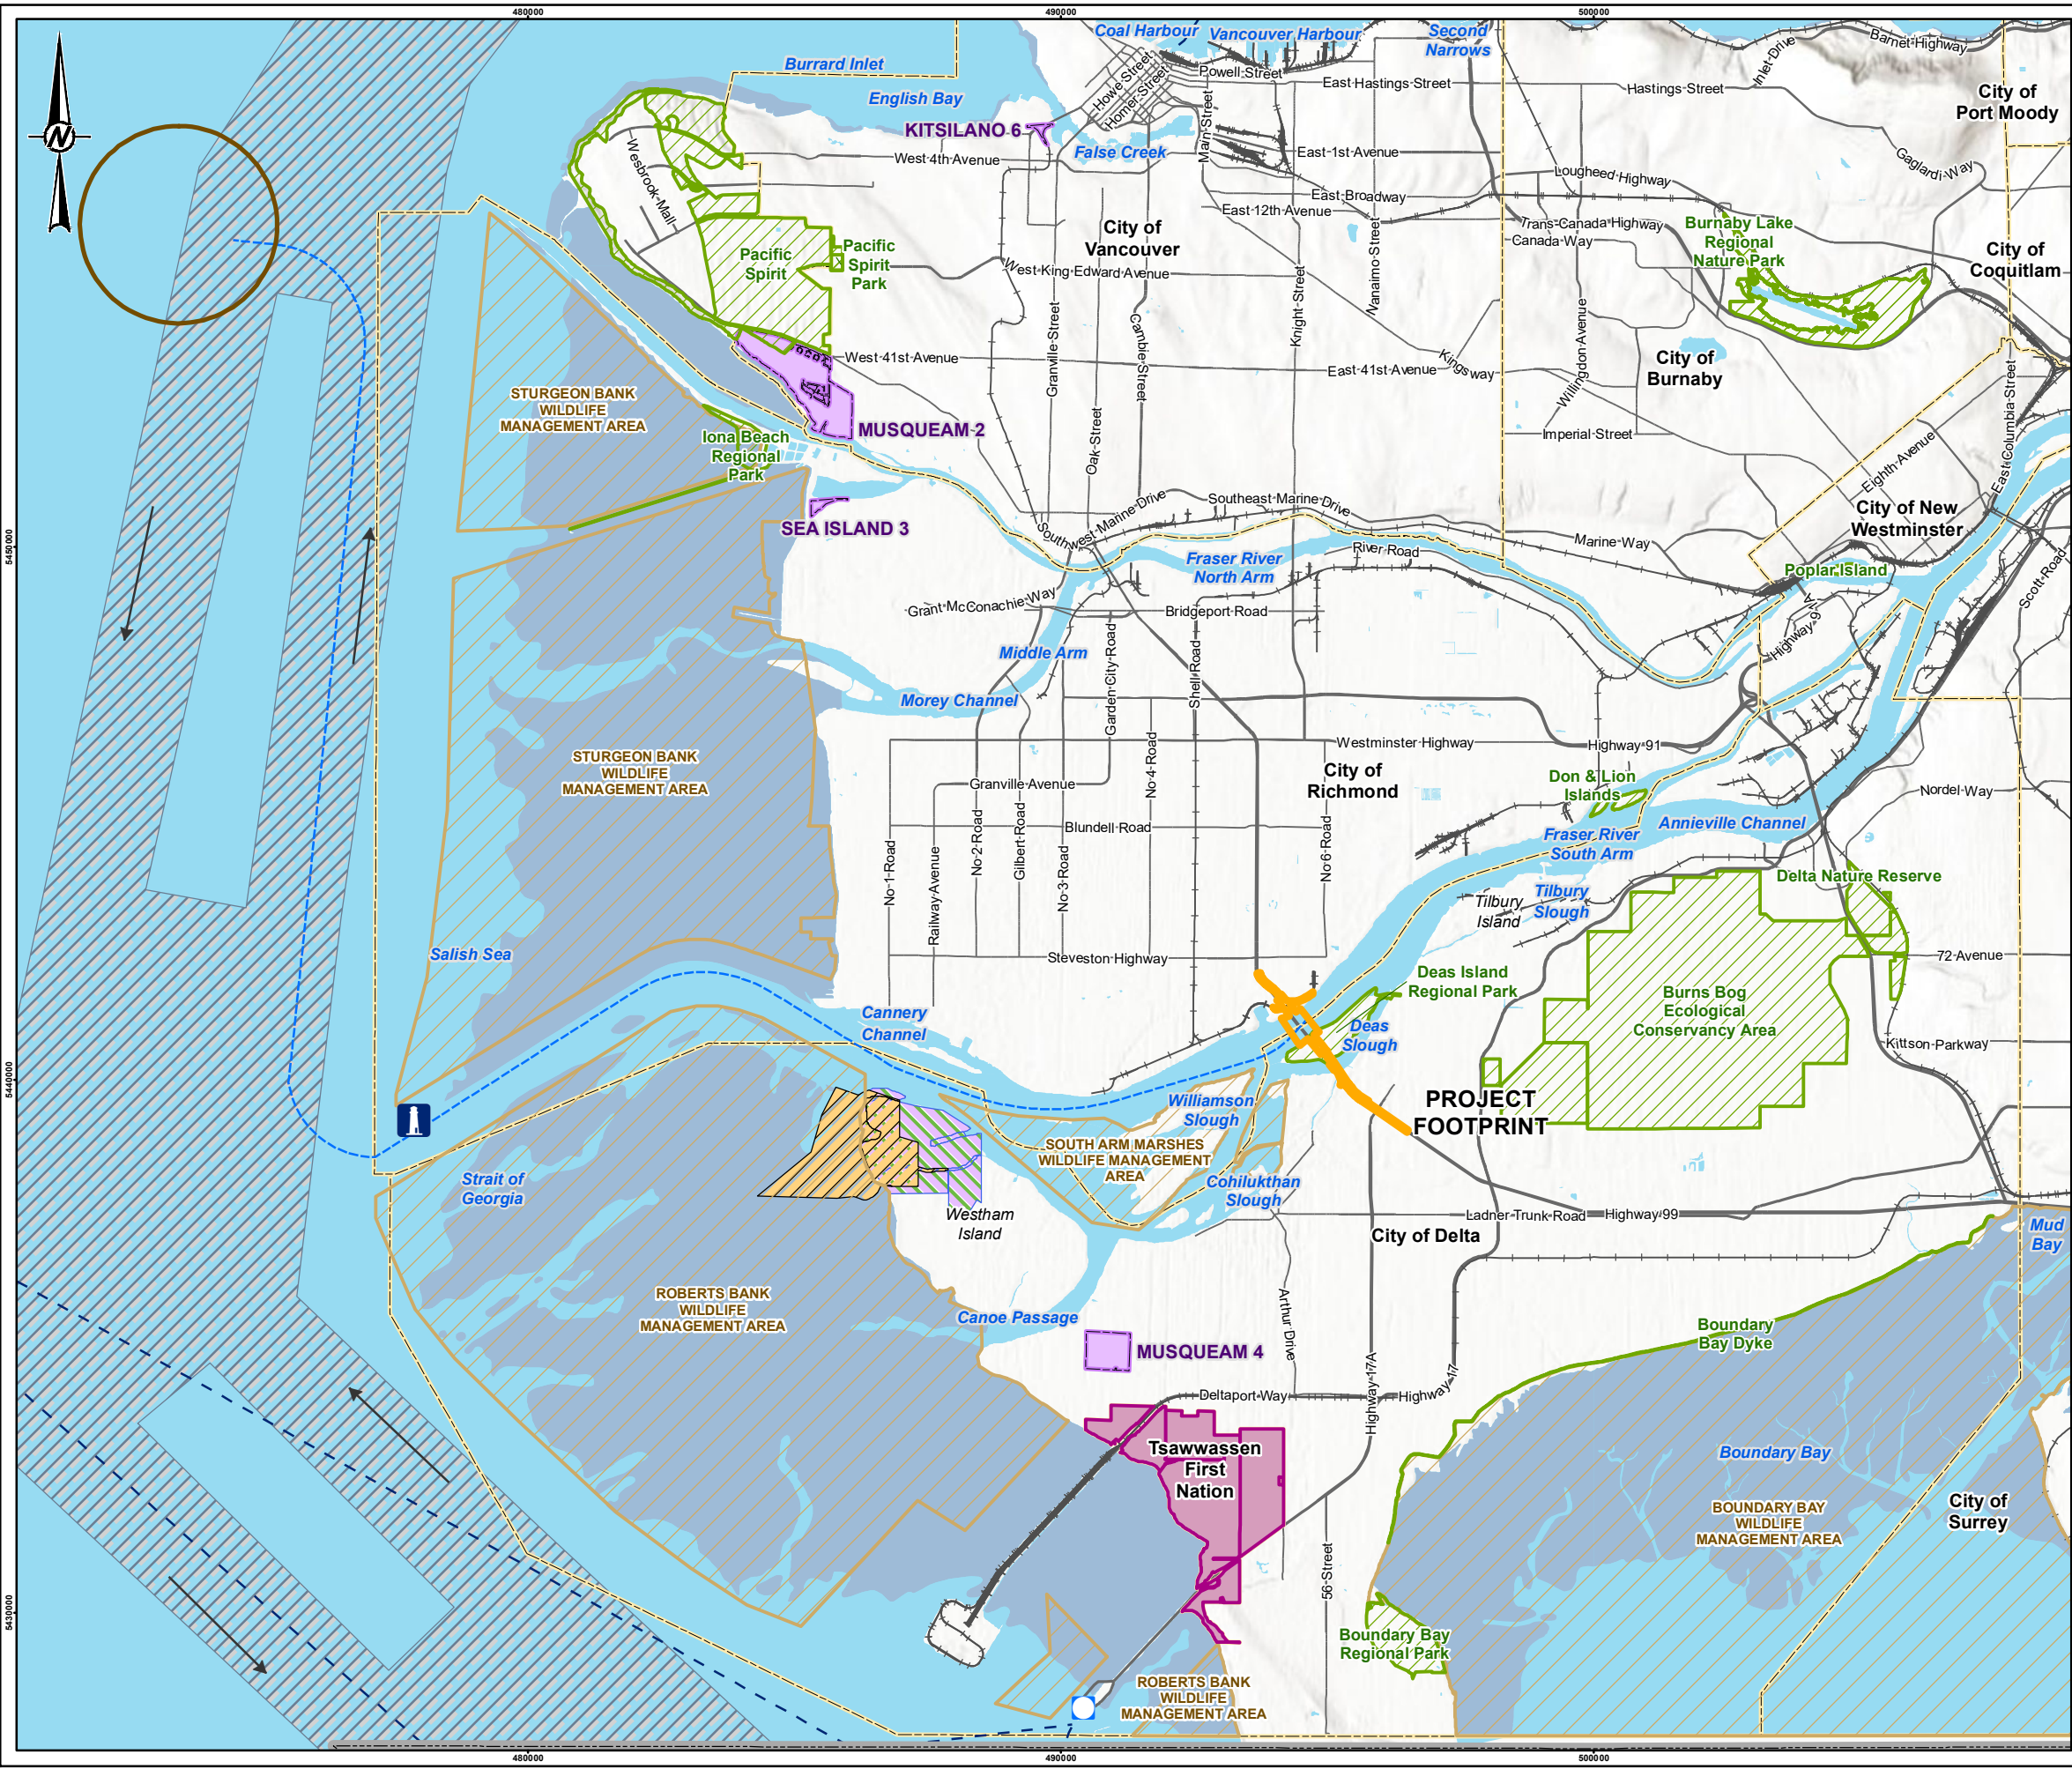 480000
490000
500000
Coal Harbour
Vancouver Harbour
Second
Narrows
Barnet Highway
Inlet Drive
Burrard Inlet
English Bay
Howe Street
Homer Street
Powell Street
East Hastings Street
Hastings Street
City of
Port Moody
N
KITSILANO 6
False Creek
Main Street
East 1st Avenue
West 4th Avenue
Wesbrook Mall
Gaglardi Way
Lougheed Highway
East Broadway
East 12th Avenue
Trans-Canada Highway
Canada Way
Nanaimo Street
Burnaby Lake
Regional
Nature Park
City of
Vancouver
City of
Coquitlam
Pacific
Spirit
Pacific
Spirit
Park
West King Edward Avenue
Granville Street
Cambie Street
Knight Street
Willingdon Avenue
West 41st Avenue
East 41st Avenue
Kingsway
City of
Burnaby
East Columbia Street
STURGEON BANK
WILDLIFE
MANAGEMENT AREA
MUSQUEAM 2
Oak Street
Imperial Street
Iona Beach
Regional
Park
Eighth Avenue
SEA ISLAND 3
Southwest Marine Drive
Southeast Marine Drive
City of New
Westminster
5450000
Marine Way
River Road
Fraser River
North Arm
Poplar Island
Scott Road
Grant McConachie Way
Bridgeport Road
Highway 91A
Middle Arm
Garden City Road
Shell Road
Morey Channel
Westminster Highway
Highway 91
STURGEON BANK
WILDLIFE
MANAGEMENT AREA
City of
Richmond
No 4 Road
Granville Avenue
Don & Lion
Islands
Nordel Way
Blundell Road
Annieville Channel
Fraser River
South Arm
No 1 Road
Railway Avenue
No 2 Road
Gilbert Road
No 3 Road
No 6 Road
Delta Nature Reserve
Tilbury
Island
Tilbury
Slough
Salish Sea
Steveston Highway
72 Avenue
Deas Island
Regional Park
Burns Bog
Ecological
Conservancy Area
Cannery
Channel
Deas
Slough
Kittson Parkway
5440000
Williamson
Slough
PROJECT
FOOTPRINT
SOUTH ARM MARSHES
WILDLIFE MANAGEMENT
AREA
Strait of
Georgia
Cohilukthan
Slough
Westham
Island
Ladner Trunk Road
Highway 99
City of Delta
Mud
Bay
ROBERTS BANK
WILDLIFE
MANAGEMENT AREA
Canoe Passage
Arthur Drive
Boundary
Bay Dyke
MUSQUEAM 4
Deltaport Way
Highway 17A
Highway 17
Tsawwassen
First
Nation
Boundary Bay
BOUNDARY BAY
WILDLIFE
MANAGEMENT AREA
City of
Surrey
56 Street
5430000
Boundary Bay
Regional Park
ROBERTS BANK
WILDLIFE
MANAGEMENT AREA
480000
490000
500000